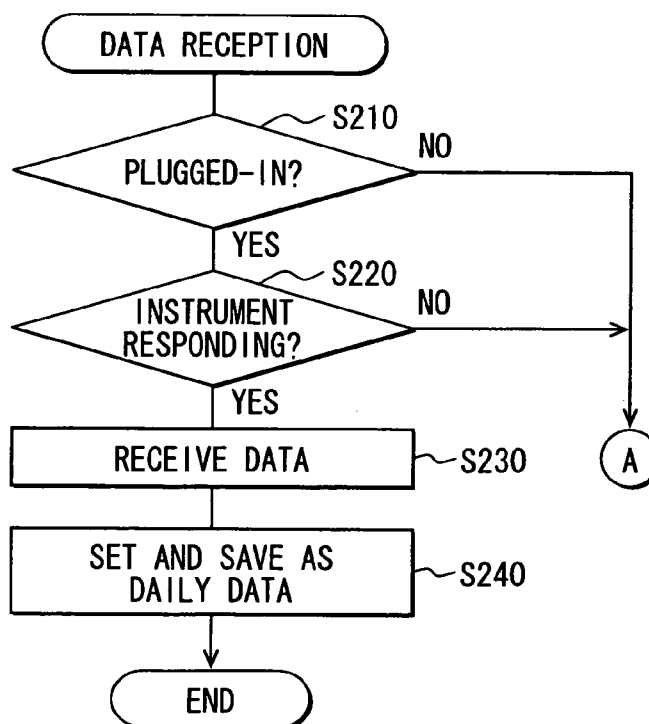 DATA RECEPTION
S210
NO
PLUGGED-IN?
YES
S220
NO
INSTRUMENT
RESPONDING?
YES
RECEIVE DATA
S230
A
SET AND SAVE AS
DAILY DATA
S240
END